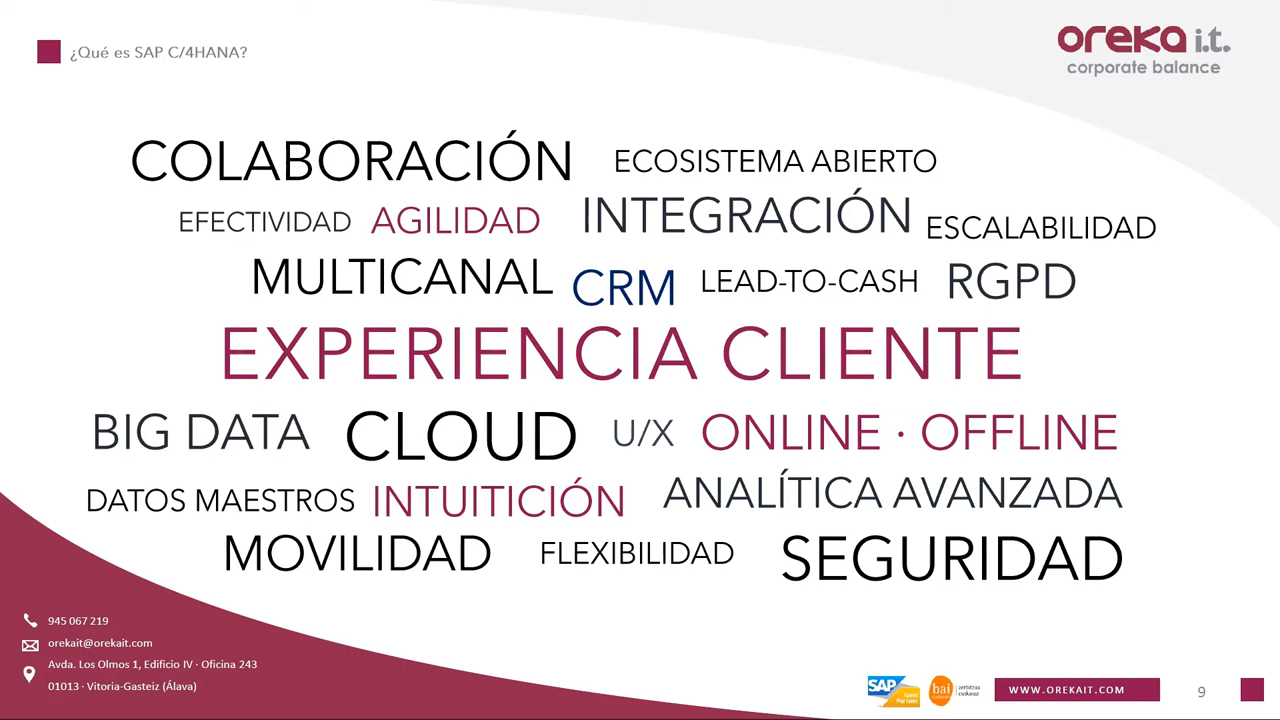 ¿Qué es SAP C/4HANA?
oreka i.t.
corporate balance
COLABORACIÓN ECOSISTEMA ABIERTO
EFECTIVIDAD AGILIDAD INTEGRACIÓN ESCALABILIDAD
MULTICANAL CRM LEAD-TO-CASH RGPD
EXPERIENCIA CLIENTE
BIG DATA CLOUD U/X ONLINE · OFFLINE
DATOS MAESTROS INTUITICIÓN ANALÍTICA AVANZADA
MOVILIDAD FLEXIBILIDAD SEGURIDAD
945 067 219
orekait@orekait.com
Avda. Los Olmos 1, Edificio IV · Oficina 243
01013 · Vitoria-Gasteiz (Álava)
SAP
bai
WWW.OREKAIT.COM
9